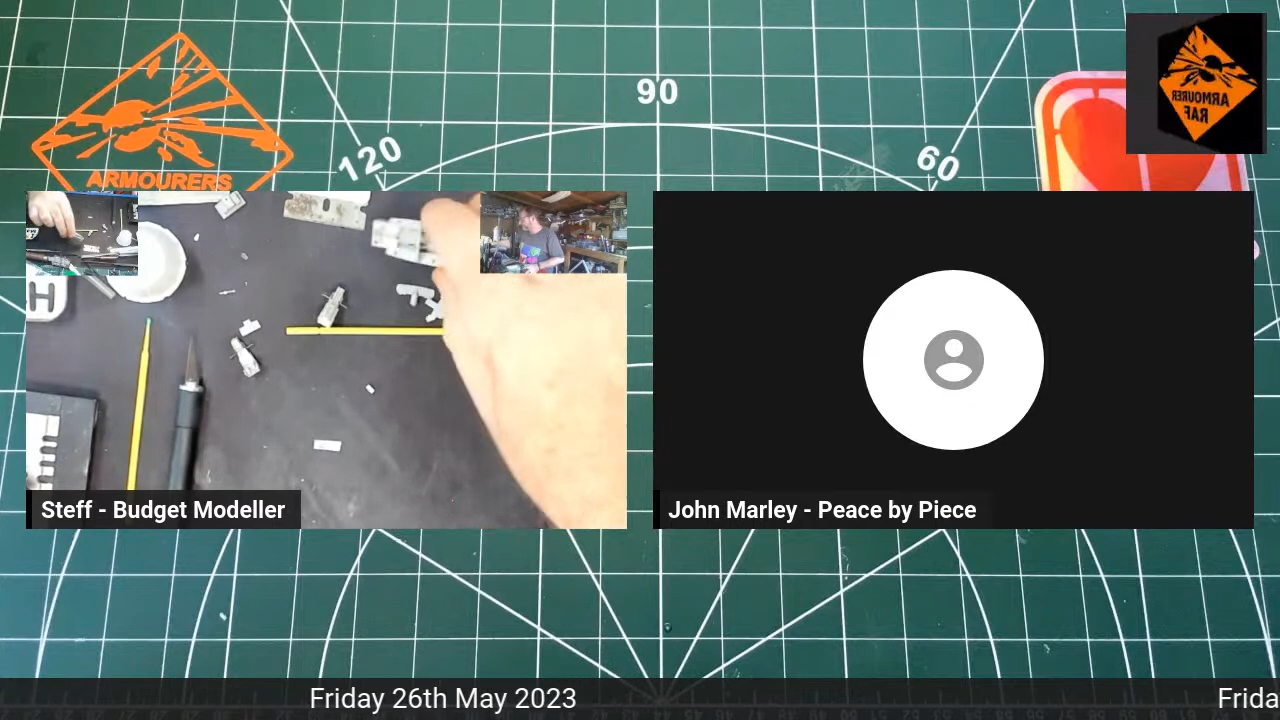 90
120
60
ARMOURERS
ARMOURER
RAF
H
Steff - Budget Modeller
John Marley - Peace by Piece
Friday 26th May 2023
Frida